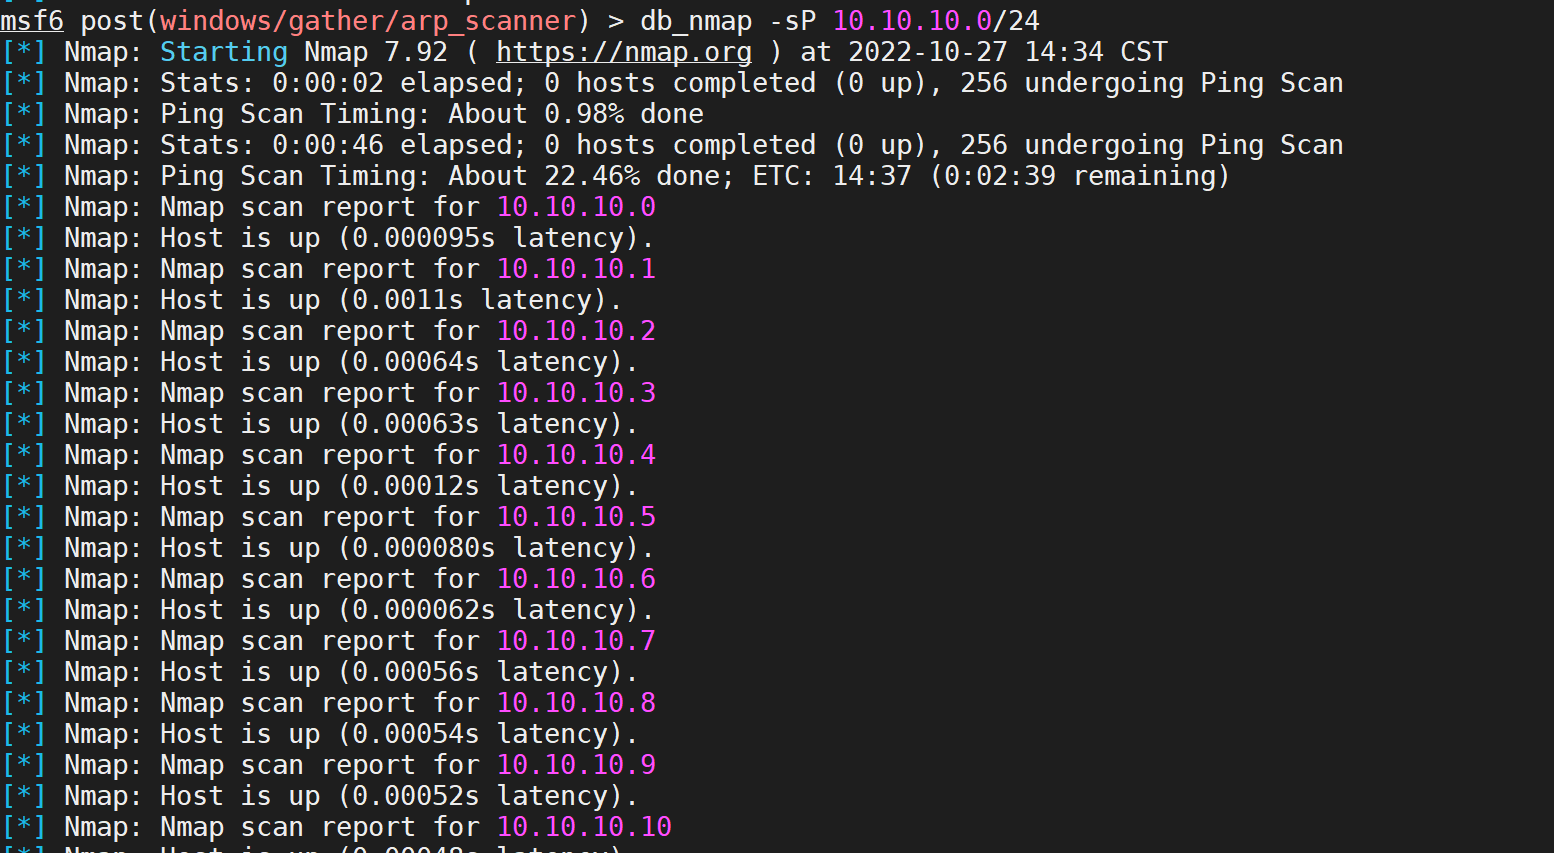 msf6 post(windows/gather/arp_scanner) > db_nmap -sP 10.10.10.0/24
[*] Nmap: Starting Nmap 7.92 ( https://nmap.org ) at 2022-10-27 14:34 CST
[*] Nmap: Stats: 0:00:02 elapsed; 0 hosts completed (0 up), 256 undergoing Ping Scan
[*] Nmap: Ping Scan Timing: About 0.98% done
[*] Nmap: Stats: 0:00:46 elapsed; 0 hosts completed (0 up), 256 undergoing Ping Scan
[*] Nmap: Ping Scan Timing: About 22.46% done; ETC: 14:37 (0:02:39 remaining)
[*] Nmap: Nmap scan report for 10.10.10.0
[*] Nmap: Host is up (0.000095s latency).
[*] Nmap: Nmap scan report for 10.10.10.1
[*] Nmap: Host is up (0.0011s latency).
[*] Nmap: Nmap scan report for 10.10.10.2
[*] Nmap: Host is up (0.00064s latency).
[*] Nmap: Nmap scan report for 10.10.10.3
[*] Nmap: Host is up (0.00063s latency).
[*] Nmap: Nmap scan report for 10.10.10.4
[*] Nmap: Host is up (0.00012s latency).
[*] Nmap: Nmap scan report for 10.10.10.5
[*] Nmap: Host is up (0.000080s latency).
[*] Nmap: Nmap scan report for 10.10.10.6
[*] Nmap: Host is up (0.000062s latency).
[*] Nmap: Nmap scan report for 10.10.10.7
[*] Nmap: Host is up (0.00056s latency).
[*] Nmap: Nmap scan report for 10.10.10.8
[*] Nmap: Host is up (0.00054s latency).
[*] Nmap: Nmap scan report for 10.10.10.9
[*] Nmap: Host is up (0.00052s latency).
[*] Nmap: Nmap scan report for 10.10.10.10